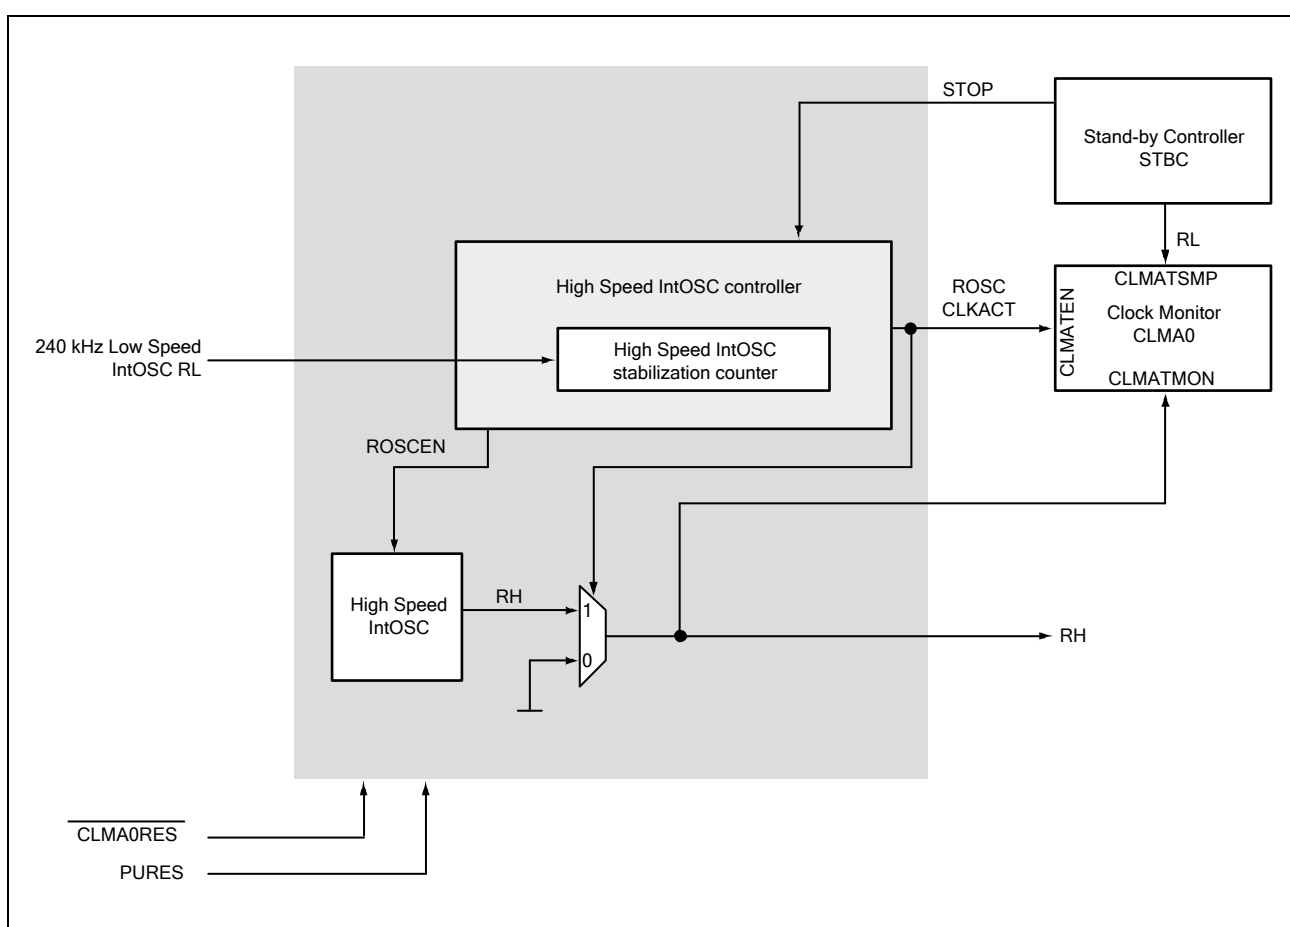 STOP
Stand-by Controller
STBC
RL
CLMATSMP
High Speed IntOSC controller
ROSC
CLKACT
CLMATEN
Clock Monitor
CLMA0
240 kHz Low Speed
IntOSC RL
High Speed IntOSC
stabilization counter
CLMATMON
ROSCEN
High Speed
IntOSC
RH
1
0
RH
CLMA0RES
PURES